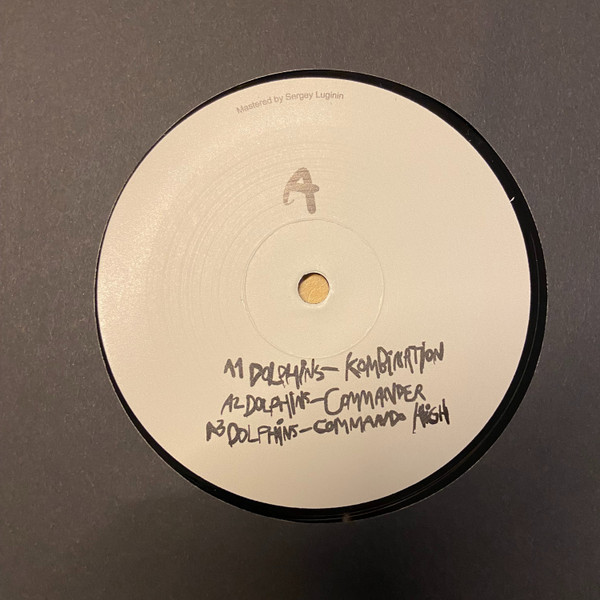 Mastered by Sergey Luginin
A
A1 DOLPHINS - KOMBINATION
A2 DOLPHINS - COMMANDER
A3 DOLPHINS - COMMANDO HIGH